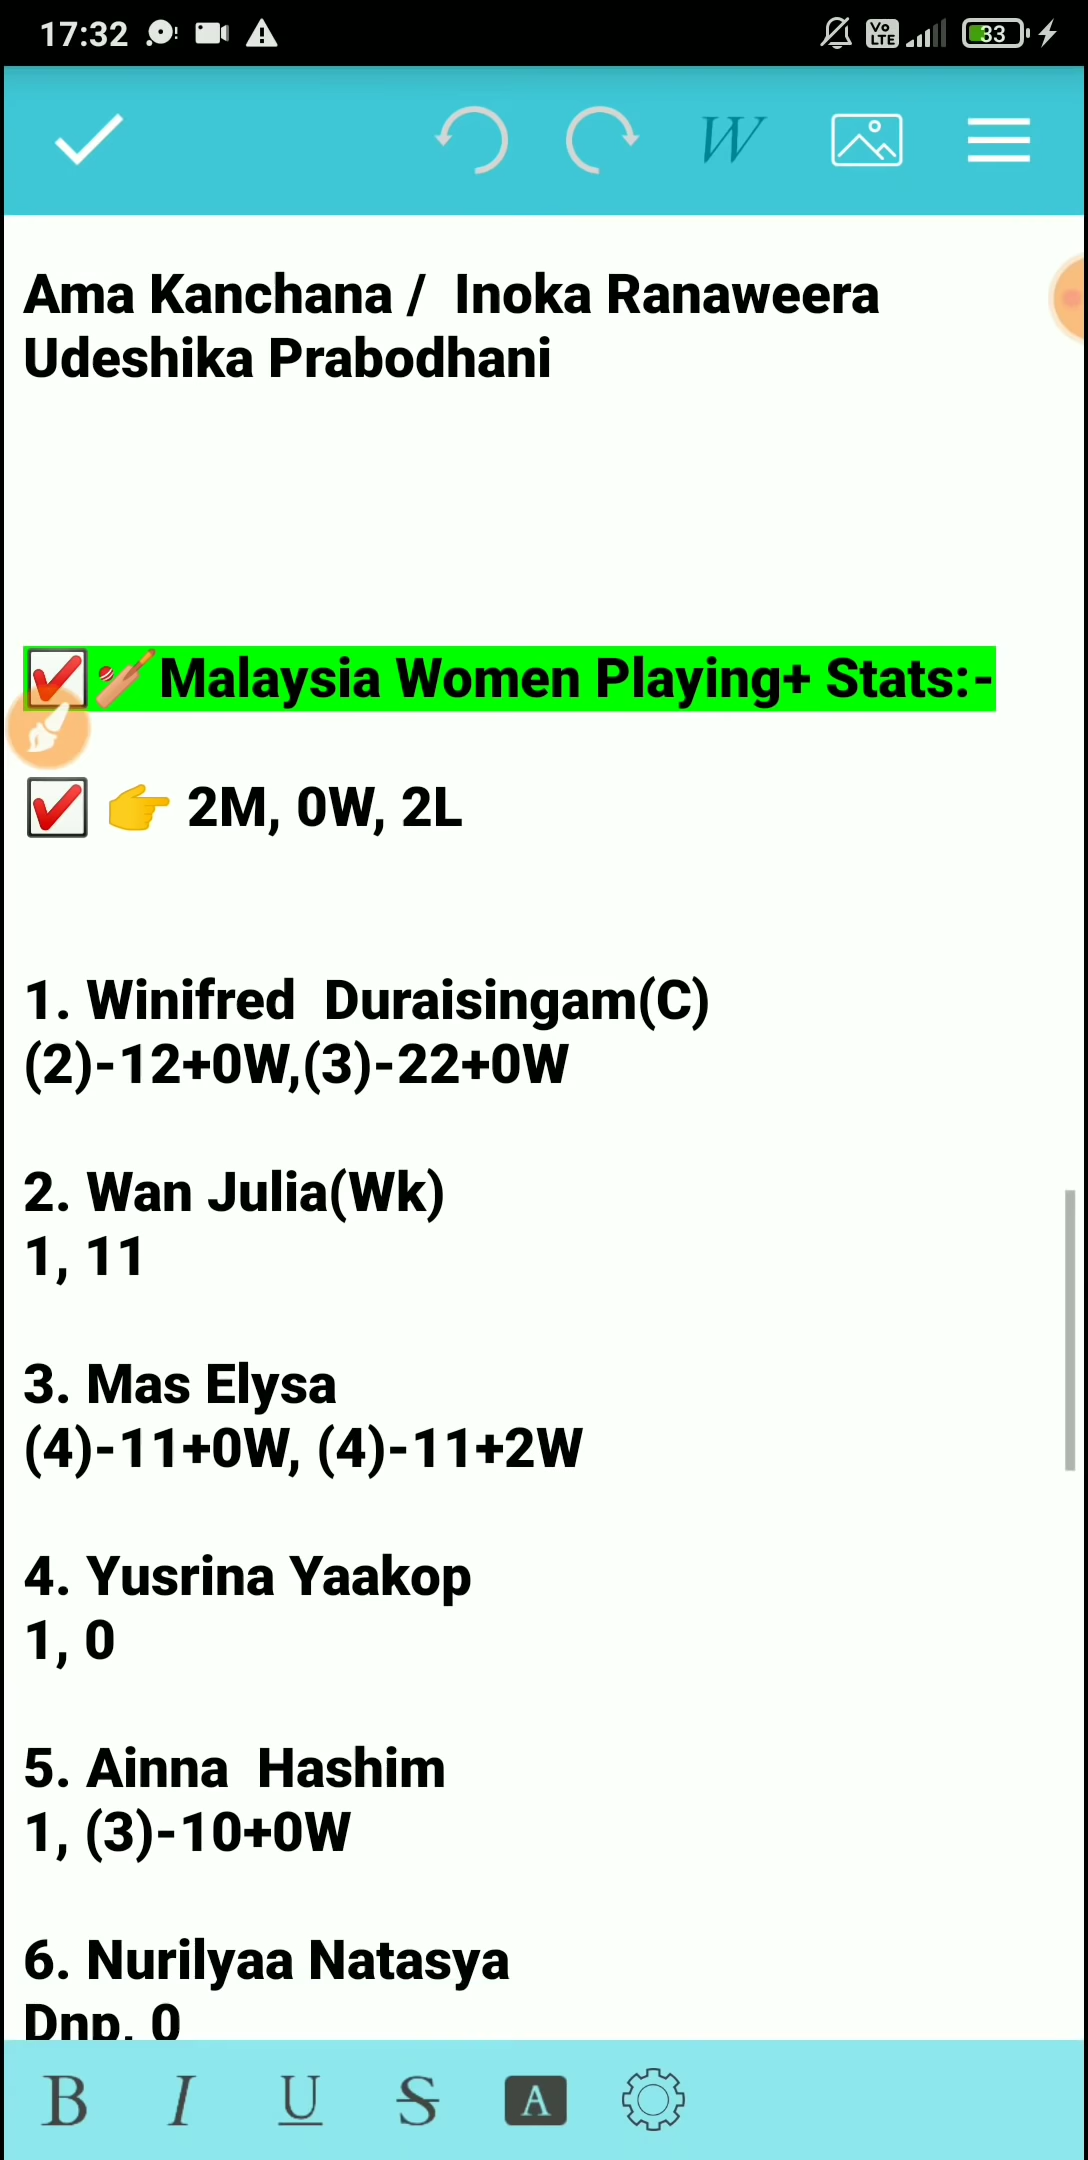 17:32
Vo
LTE
33
W
Ama Kanchana / Inoka Ranaweera
Udeshika Prabodhani
Malaysia Women Playing+ Stats:-
2M, 0W, 2L
1. Winifred Duraisingam(C)
(2)-12+0W,(3)-22+0W
2. Wan Julia(Wk)
1, 11
3. Mas Elysa
(4)-11+0W, (4)-11+2W
4. Yusrina Yaakop
1, 0
5. Ainna Hashim
1, (3)-10+0W
6. Nurilyaa Natasya
Dnp, 0
B I U S A